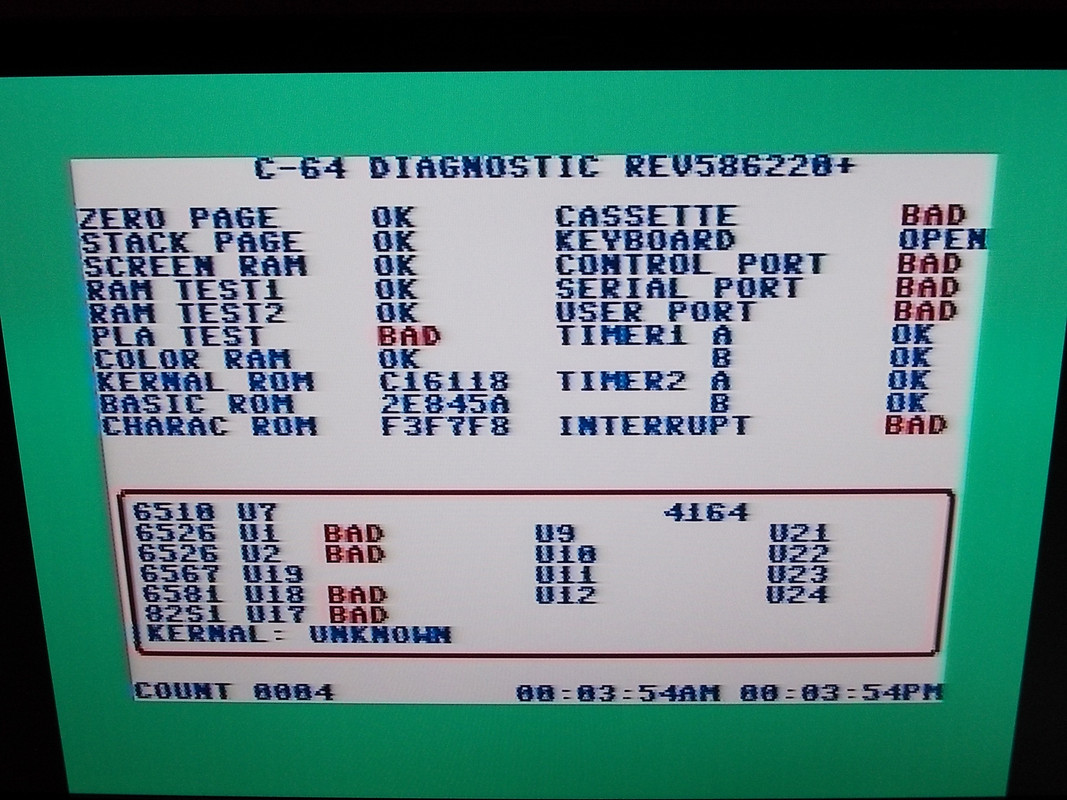 C-64 DIAGNOSTIC REV586220+
ZERO PAGE OK CASSETTE BAD
STACK PAGE OK KEYBOARD OPEN
SCREEN RAM OK CONTROL PORT BAD
RAM TEST1 OK SERIAL PORT BAD
RAM TEST2 OK USER PORT BAD
PLA TEST BAD TIMER1 A OK
COLOR RAM OK B OK
KERNAL ROM C16118 TIMER2 A OK
BASIC ROM 2E845A B OK
CHARAC ROM F3F7F8 INTERRUPT BAD
6510 U7 4164
6526 U1 BAD U9 U21
6526 U2 BAD U10 U22
6567 U19 U11 U23
6581 U18 BAD U12 U24
82S1 U17 BAD
KERNAL: UNKNOWN
COUNT 0004 00:03:54AM 00:03:54PM